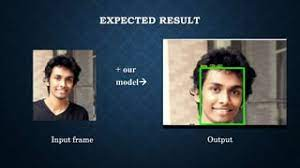 EXPECTED RESULT
+ our
model→
Input frame
Output